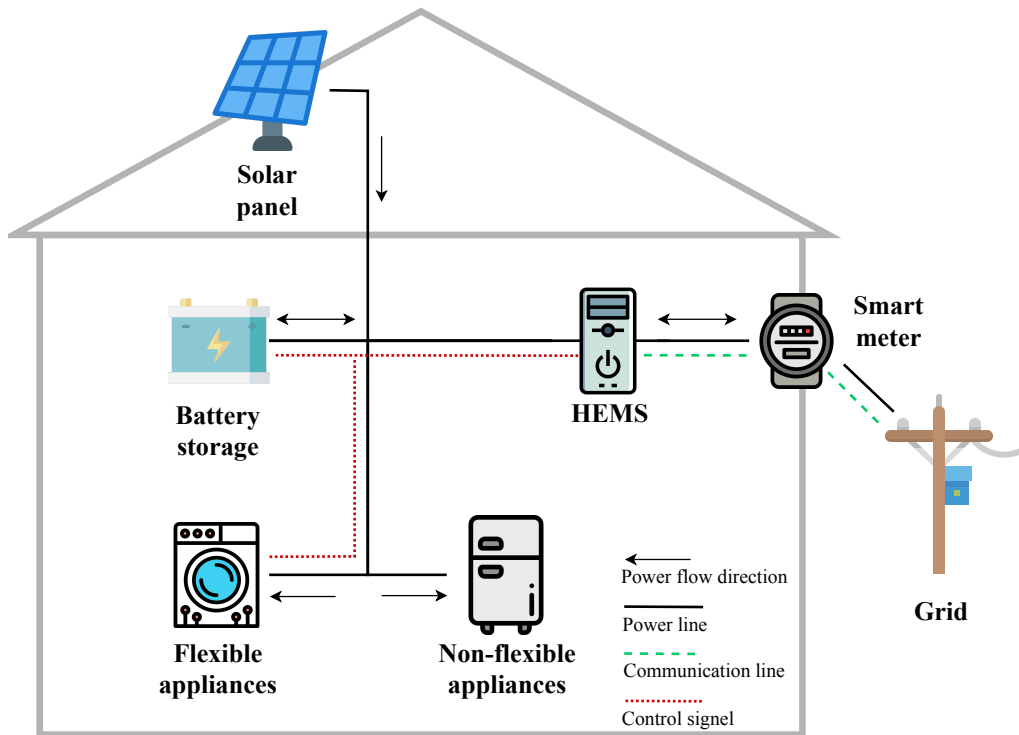 Solar
panel
Smart
meter
Battery
storage
HEMS
Flexible
appliances
Non-flexible
appliances
Grid
Power flow direction
Power line
Communication line
Control signel